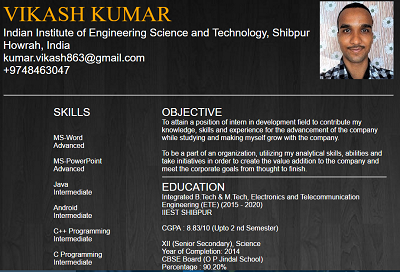 VIKASH KUMAR
Indian Institute of Engineering Science and Technology, Shibpur
Howrah, India
kumar.vikash863@gmail.com
+9748463047
SKILLS
MS-Word
Advanced
MS-PowerPoint
Advanced
Java
Intermediate
Android
Intermediate
C++ Programming
Intermediate
C Programming
Intermediate
OBJECTIVE
To attain a position of intern in development field to contribute my
knowledge, skills and experience for the advancement of the company
while studying and making myself grow with the company.
To be a part of an organization, utilizing my analytical skills, abilities and
take initiatives in order to create the value addition to the company and
meet the corporate goals from thought to finish.
EDUCATION
Integrated B.Tech & M.Tech, Electronics and Telecommunication
Engineering (ETE) (2015 - 2020)
IIEST SHIBPUR
CGPA : 8.83/10 (Upto 2 nd Semester)
XII (Senior Secondary), Science
Year of Completion: 2014
CBSE Board (O P Jindal School)
Percentage : 90.20%